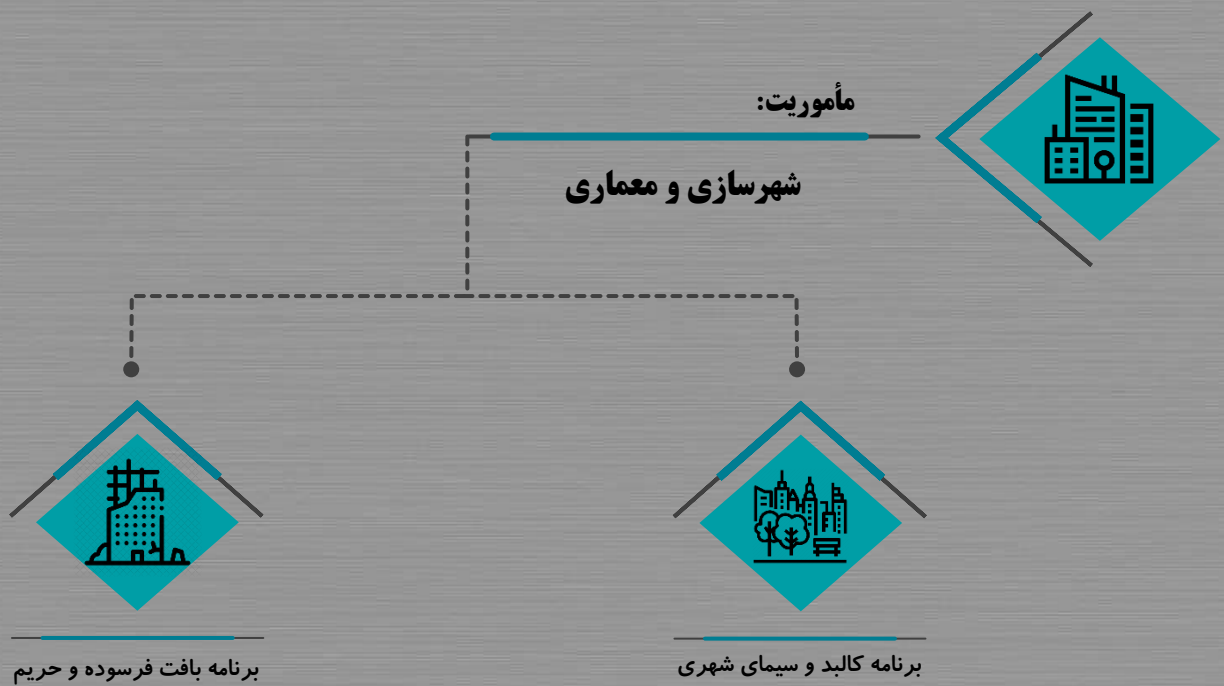 مأموریت:
شهرسازی و معماری
برنامه کالبد و سیمای شهری
برنامه بافت فرسوده و حریم